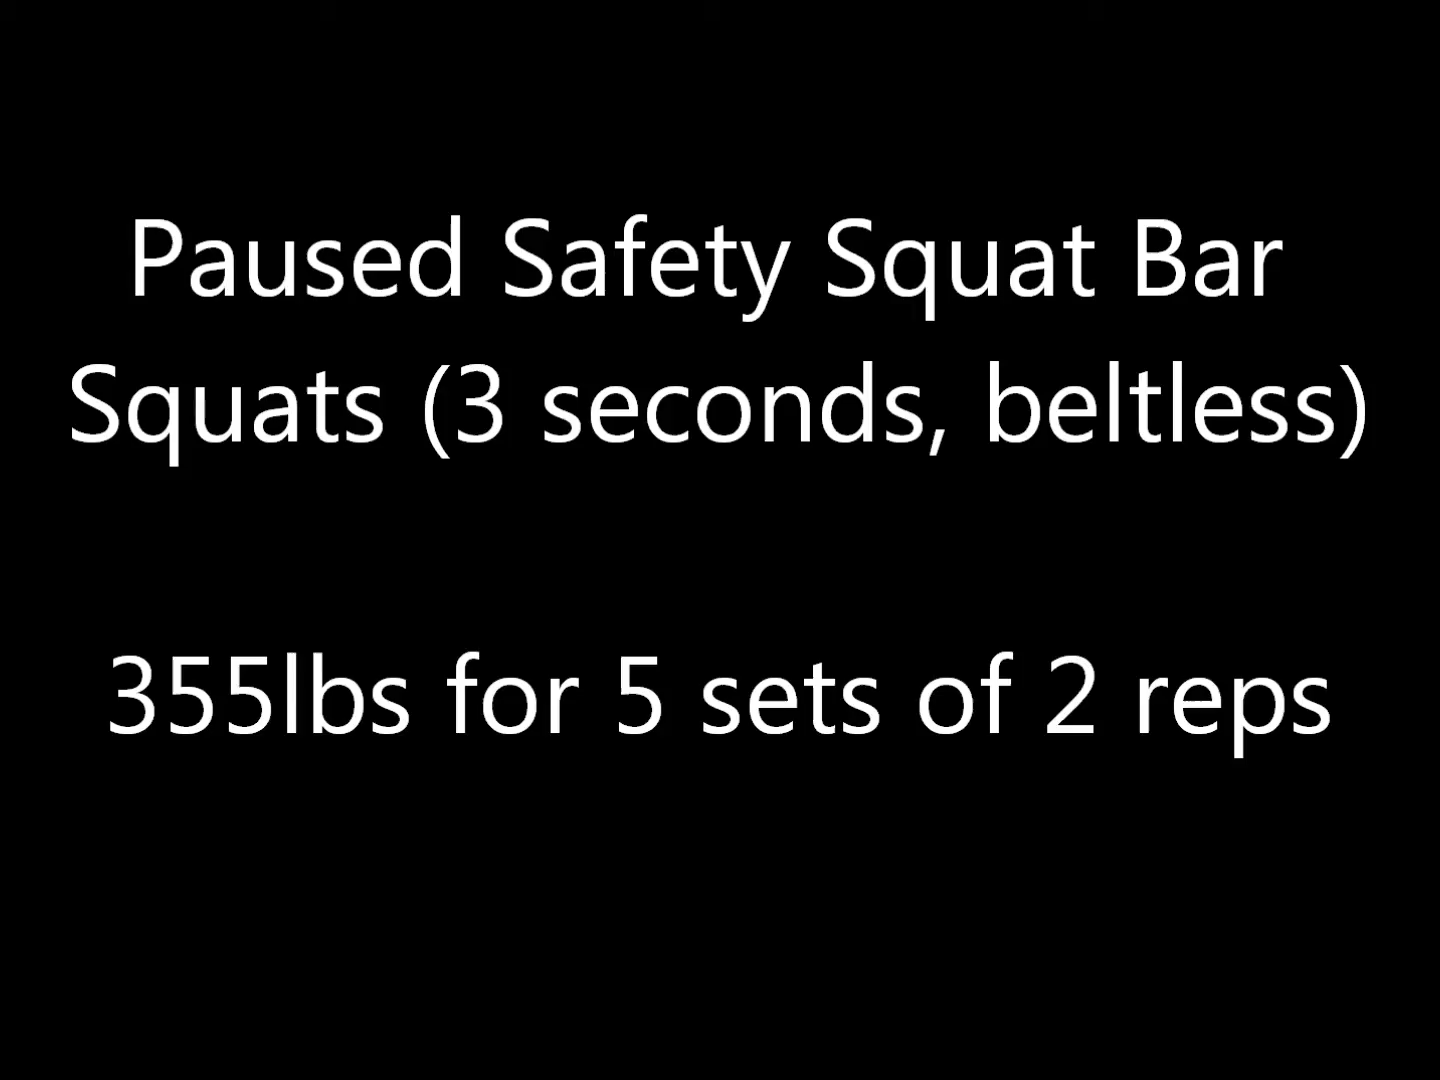 Paused Safety Squat Bar
Squats (3 seconds, beltless)
355lbs for 5 sets of 2 reps